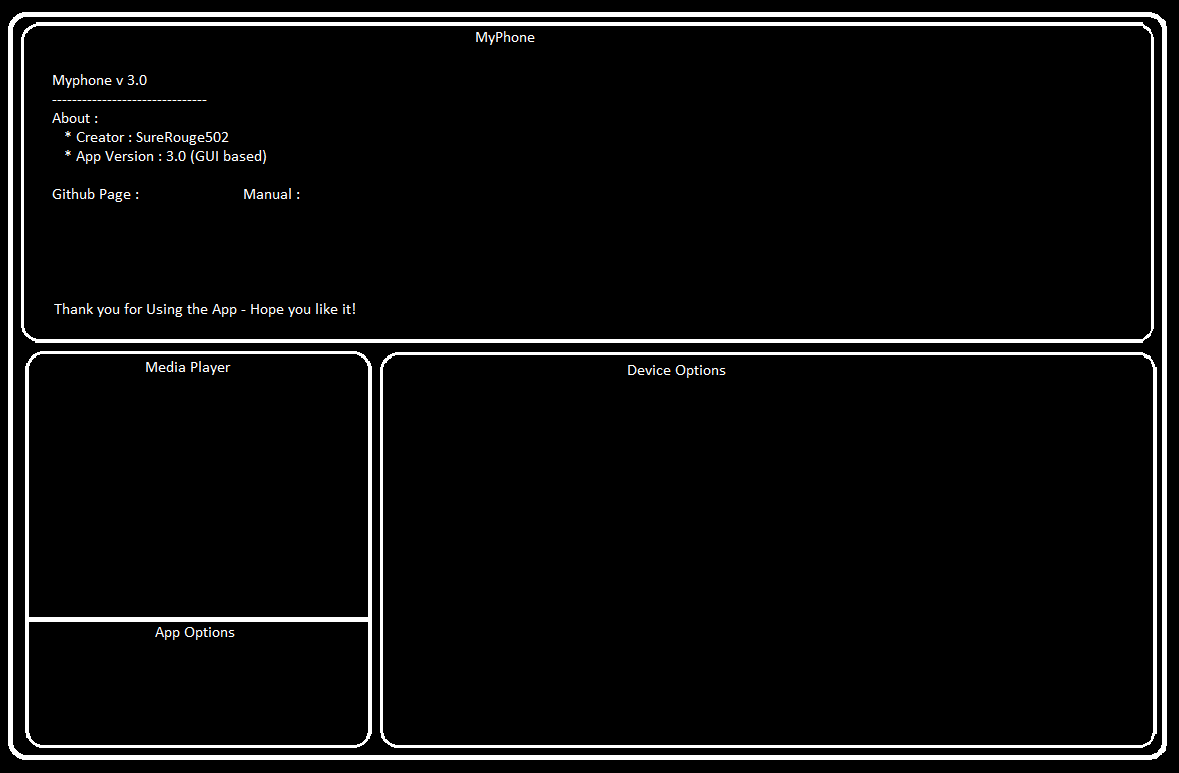 MyPhone
Myphone v 3.0
-------------------------------
About :
* Creator : SureRouge502
* App Version : 3.0 (GUI based)
Github Page : Manual :
Thank you for Using the App - Hope you like it!
Media Player
Device Options
App Options